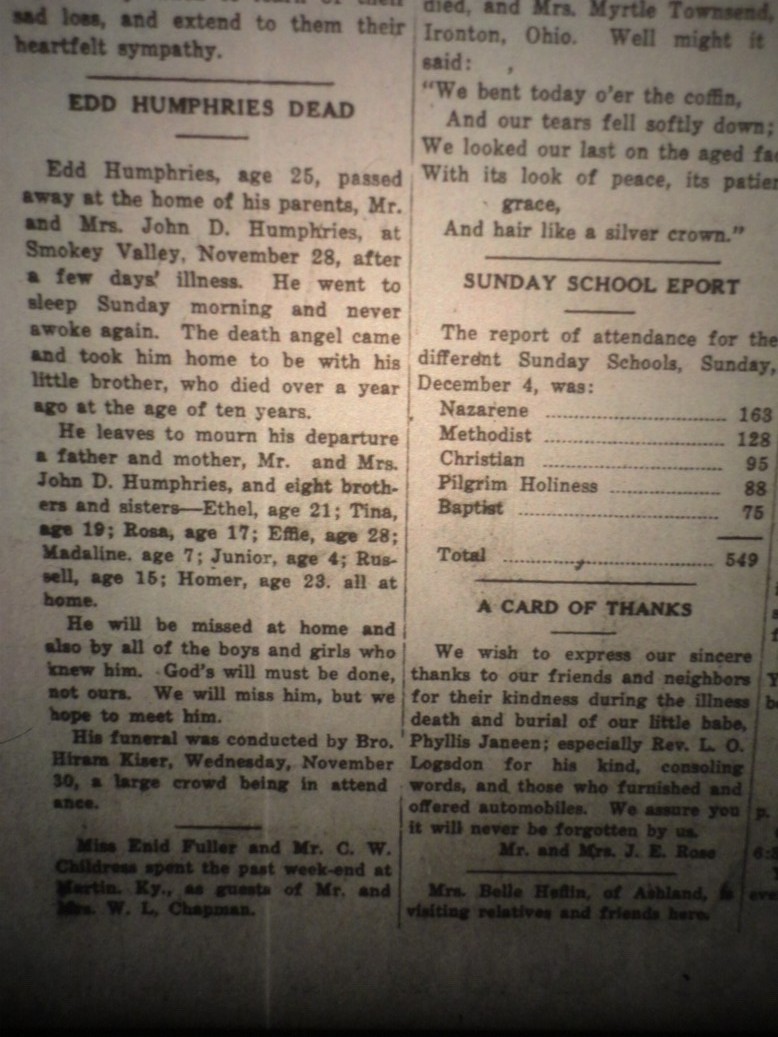 sad loss, and extend to them their
heartfelt sympathy.
EDD HUMPHRIES DEAD
Edd Humphries, age 25, passed
away at the home of his parents, Mr.
and Mrs. John D. Humphries, at
Smokey Valley, November 28, after
a few days' illness. He went to
sleep Sunday morning and never
awoke again. The death angel came
and took him home to be with his
little brother, who died over a year
ago at the age of ten years.
He leaves to mourn his departure
a father and mother, Mr. and Mrs.
John D. Humphries, and eight broth-
ers and sisters—Ethel, age 21; Tina,
age 19; Rosa, age 17; Effie, age 28;
Madaline. age 7; Junior, age 4; Rus-
sell, age 15; Homer, age 23. all at
home.
He will be missed at home and
also by all of the boys and girls who
knew him. God's will must be done,
not ours. We will miss him, but we
hope to meet him.
His funeral was conducted by Bro.
Hiram Kiser, Wednesday, November
30, a large crowd being in attend
ance.
Miss Enid Fuller and Mr. C. W.
Childress spent the past week-end at
Martin. Ky., as guests of Mr. and
Mrs. W. L. Chapman.
died, and Mrs. Myrtle Townsend,
Ironton, Ohio. Well might it
said:
"We bent today o'er the coffin,
And our tears fell softly down;
We looked our last on the aged
With its look of peace, its
grace,
And hair like a silver crown."
SUNDAY SCHOOL EPORT
The report of attendance for the
different Sunday Schools, Sunday,
December 4, was:
Nazarene ........................ 163
Methodist ........................ 128
Christian ........................ 95
Pilgrim Holiness ................ 88
Baptist ........................ 75
Total ........................ 549
A CARD OF THANKS
We wish to express our sincere
thanks to our friends and neighbors
for their kindness during the illness
death and burial of our little babe,
Phyllis Janeen; especially Rev. L. O.
Logsdon for his kind, consoling
words, and those who furnished and
offered automobiles. We assure you
it will never be forgotten by us.
Mr. and Mrs. J. E. Rose
Mrs. Belle Heflin, of Ashland, is
visiting relatives and friends here.